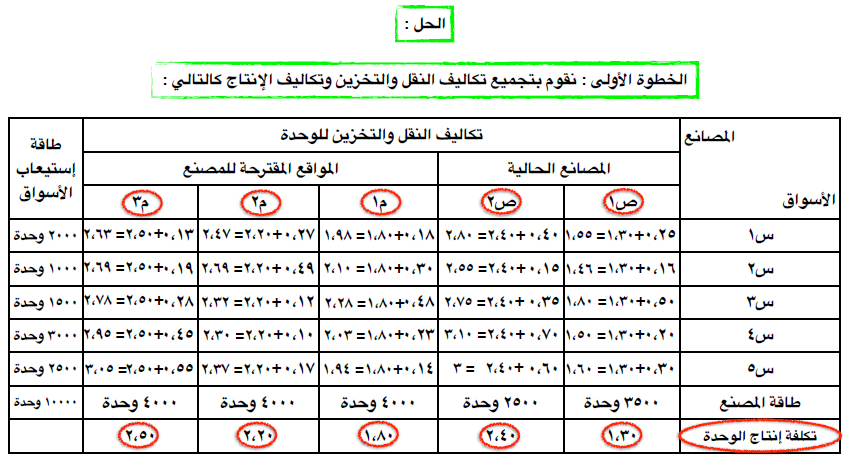 الحل :
الخطوة الأولى : نقوم بتجميع تكاليف النقل والتخزين وتكاليف الإنتاج كالتالي :
المصانع
الأسواق
تكاليف النقل والتخزين للوحدة
طاقة إستيعاب الأسواق
المصانع الحالية
المواقع المقترحة للمصنع
ص١ ص٢ م١ م٢ م٣
س١ ٠،٢٥+١،٣٠= ١،٥٥ ٠،٤٠+٢،٤٠= ٢،٨٠ ٠،١٨+١،٨٠= ١،٩٨ ٠،٢٧+٢،٢٠= ٢،٤٧ ٠،١٣+٢،٥٠= ٢،٦٣ ٢٠٠٠ وحدة
س٢ ٠،١٦+١،٣٠= ١،٤٦ ٠،١٥+٢،٤٠= ٢،٥٥ ٠،٣٠+١،٨٠= ٢،١٠ ٠،٤٩+٢،٢٠= ٢،٦٩ ٠،١٩+٢،٥٠= ٢،٦٩ ١٠٠٠ وحدة
س٣ ٠،٥٠+١،٣٠= ١،٨٠ ٠،٣٥+٢،٤٠= ٢،٧٥ ٠،٤٨+١،٨٠= ٢،٢٨ ٠،١٢+٢،٢٠= ٢،٣٢ ٠،٢٨+٢،٥٠= ٢،٧٨ ١٥٠٠ وحدة
س٤ ٠،٢٠+١،٣٠= ١،٥٠ ٠،٧٠+٢،٤٠= ٣،١٠ ٠،٢٣+١،٨٠= ٢،٠٣ ٠،١٠+٢،٢٠= ٢،٣٠ ٠،٤٥+٢،٥٠= ٢،٩٥ ٣٠٠٠ وحدة
س٥ ٠،٣٠+١،٣٠= ١،٦٠ ٠،٦٠ +٢،٤٠ = ٣ ٠،١٤+١،٨٠= ١،٩٤ ٠،١٧+٢،٢٠= ٢،٣٧ ٠،٥٥+٢،٥٠= ٣،٠٥ ٢٥٠٠ وحدة
طاقة المصنع ٣٥٠٠ وحدة ٢٥٠٠ وحدة ٤٠٠٠ وحدة ٤٠٠٠ وحدة ٤٠٠٠ وحدة ١٠٠٠٠ وحدة
تكلفة إنتاج الوحدة ١،٣٠ ٢،٤٠ ١،٨٠ ٢،٢٠ ٢،٥٠